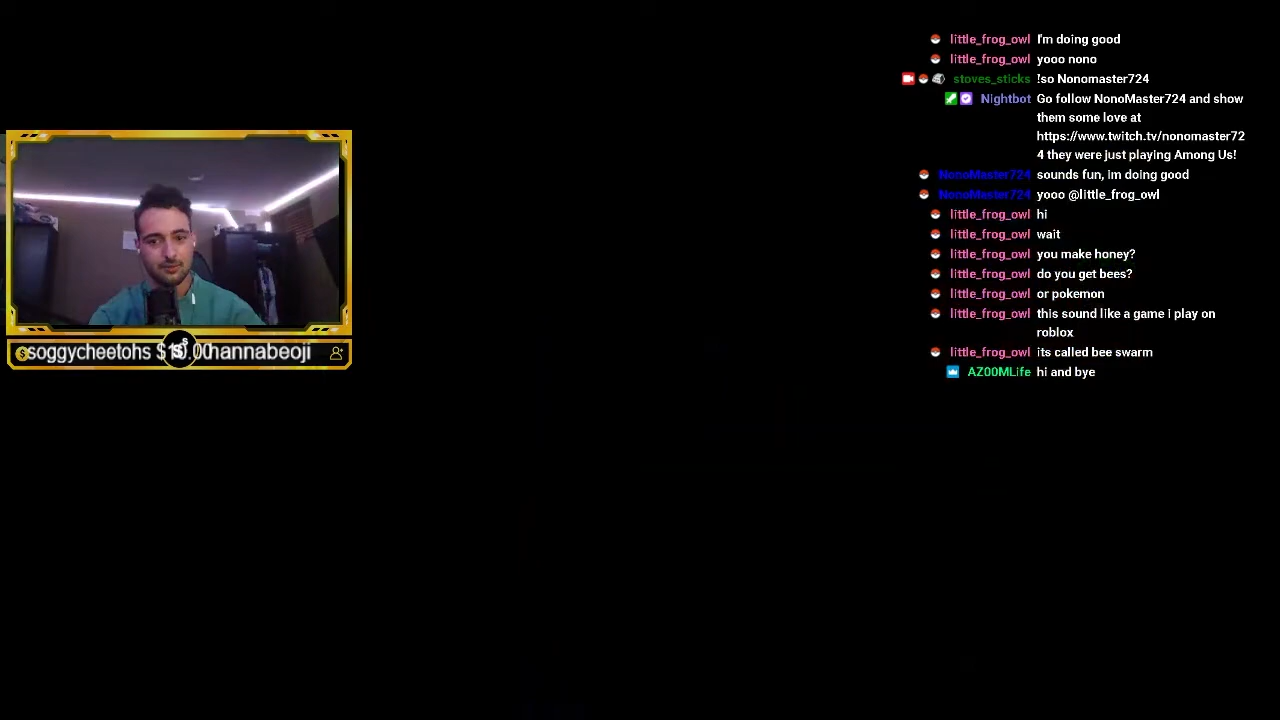 little_frog_owl I'm doing good
little_frog_owl yooo nono
stoves_sticks !so Nonomaster724
Nightbot Go follow NonoMaster724 and show
them some love at
https://www.twitch.tv/nonomaster72
4 they were just playing Among Us!
NonoMaster724 sounds fun, im doing good
NonoMaster724 yooo @little_frog_owl
little_frog_owl hi
little_frog_owl wait
little_frog_owl you make honey?
little_frog_owl do you get bees?
little_frog_owl or pokemon
little_frog_owl this sound like a game i play on
roblox
little_frog_owl its called bee swarm
AZ00MLife hi and bye
soggycheetohs $10.00 hannabeoji